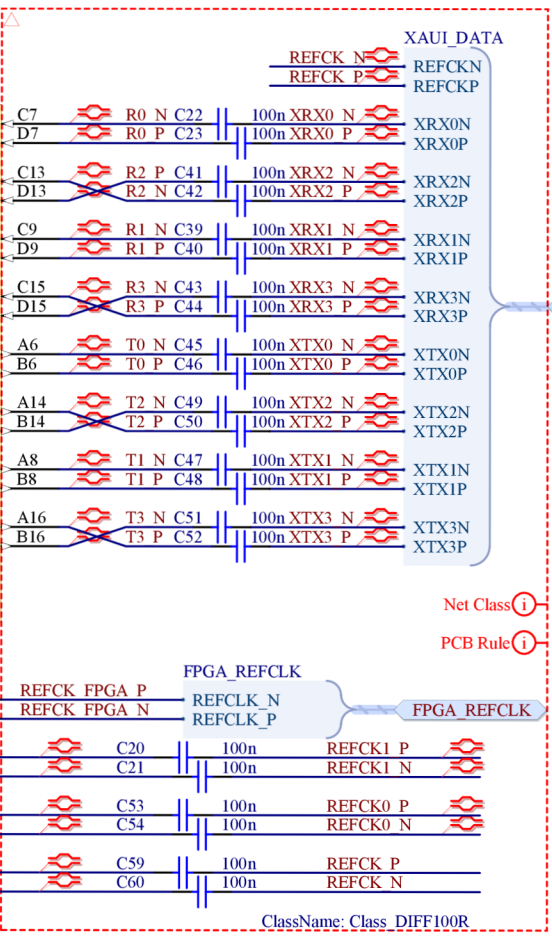 XAUI_DATA
REFCK_N REFCKN
REFCK_P REFCKP
C7 R0_N C22 100n XRX0_N XRX0N
D7 R0_P C23 100n XRX0_P XRX0P
C13 R2_P C41 100n XRX2_N XRX2N
D13 R2_N C42 100n XRX2_P XRX2P
C9 R1_N C39 100n XRX1_N XRX1N
D9 R1_P C40 100n XRX1_P XRX1P
C15 R3_N C43 100n XRX3_N XRX3N
D15 R3_P C44 100n XRX3_P XRX3P
A6 T0_N C45 100n XTX0_N XTX0N
B6 T0_P C46 100n XTX0_P XTX0P
A14 T2_N C49 100n XTX2_N XTX2N
B14 T2_P C50 100n XTX2_P XTX2P
A8 T1_N C47 100n XTX1_N XTX1N
B8 T1_P C48 100n XTX1_P XTX1P
A16 T3_N C51 100n XTX3_N XTX3N
B16 T3_P C52 100n XTX3_P XTX3P
Net Class i
PCB Rule i
FPGA_REFCLK
REFCK_FPGA_P REFCLK_N
REFCK_FPGA_N REFCLK_P
FPGA_REFCLK
C20 100n REFCK1_P
C21 100n REFCK1_N
C53 100n REFCK0_P
C54 100n REFCK0_N
C59 100n REFCK_P
C60 100n REFCK_N
ClassName: Class_DIFF100R